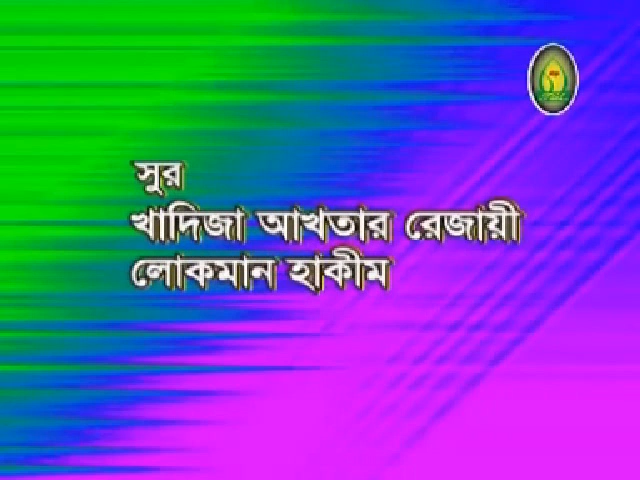 সুর
খাদিজা আখতার রেজায়ী
লোকমান হাকীম